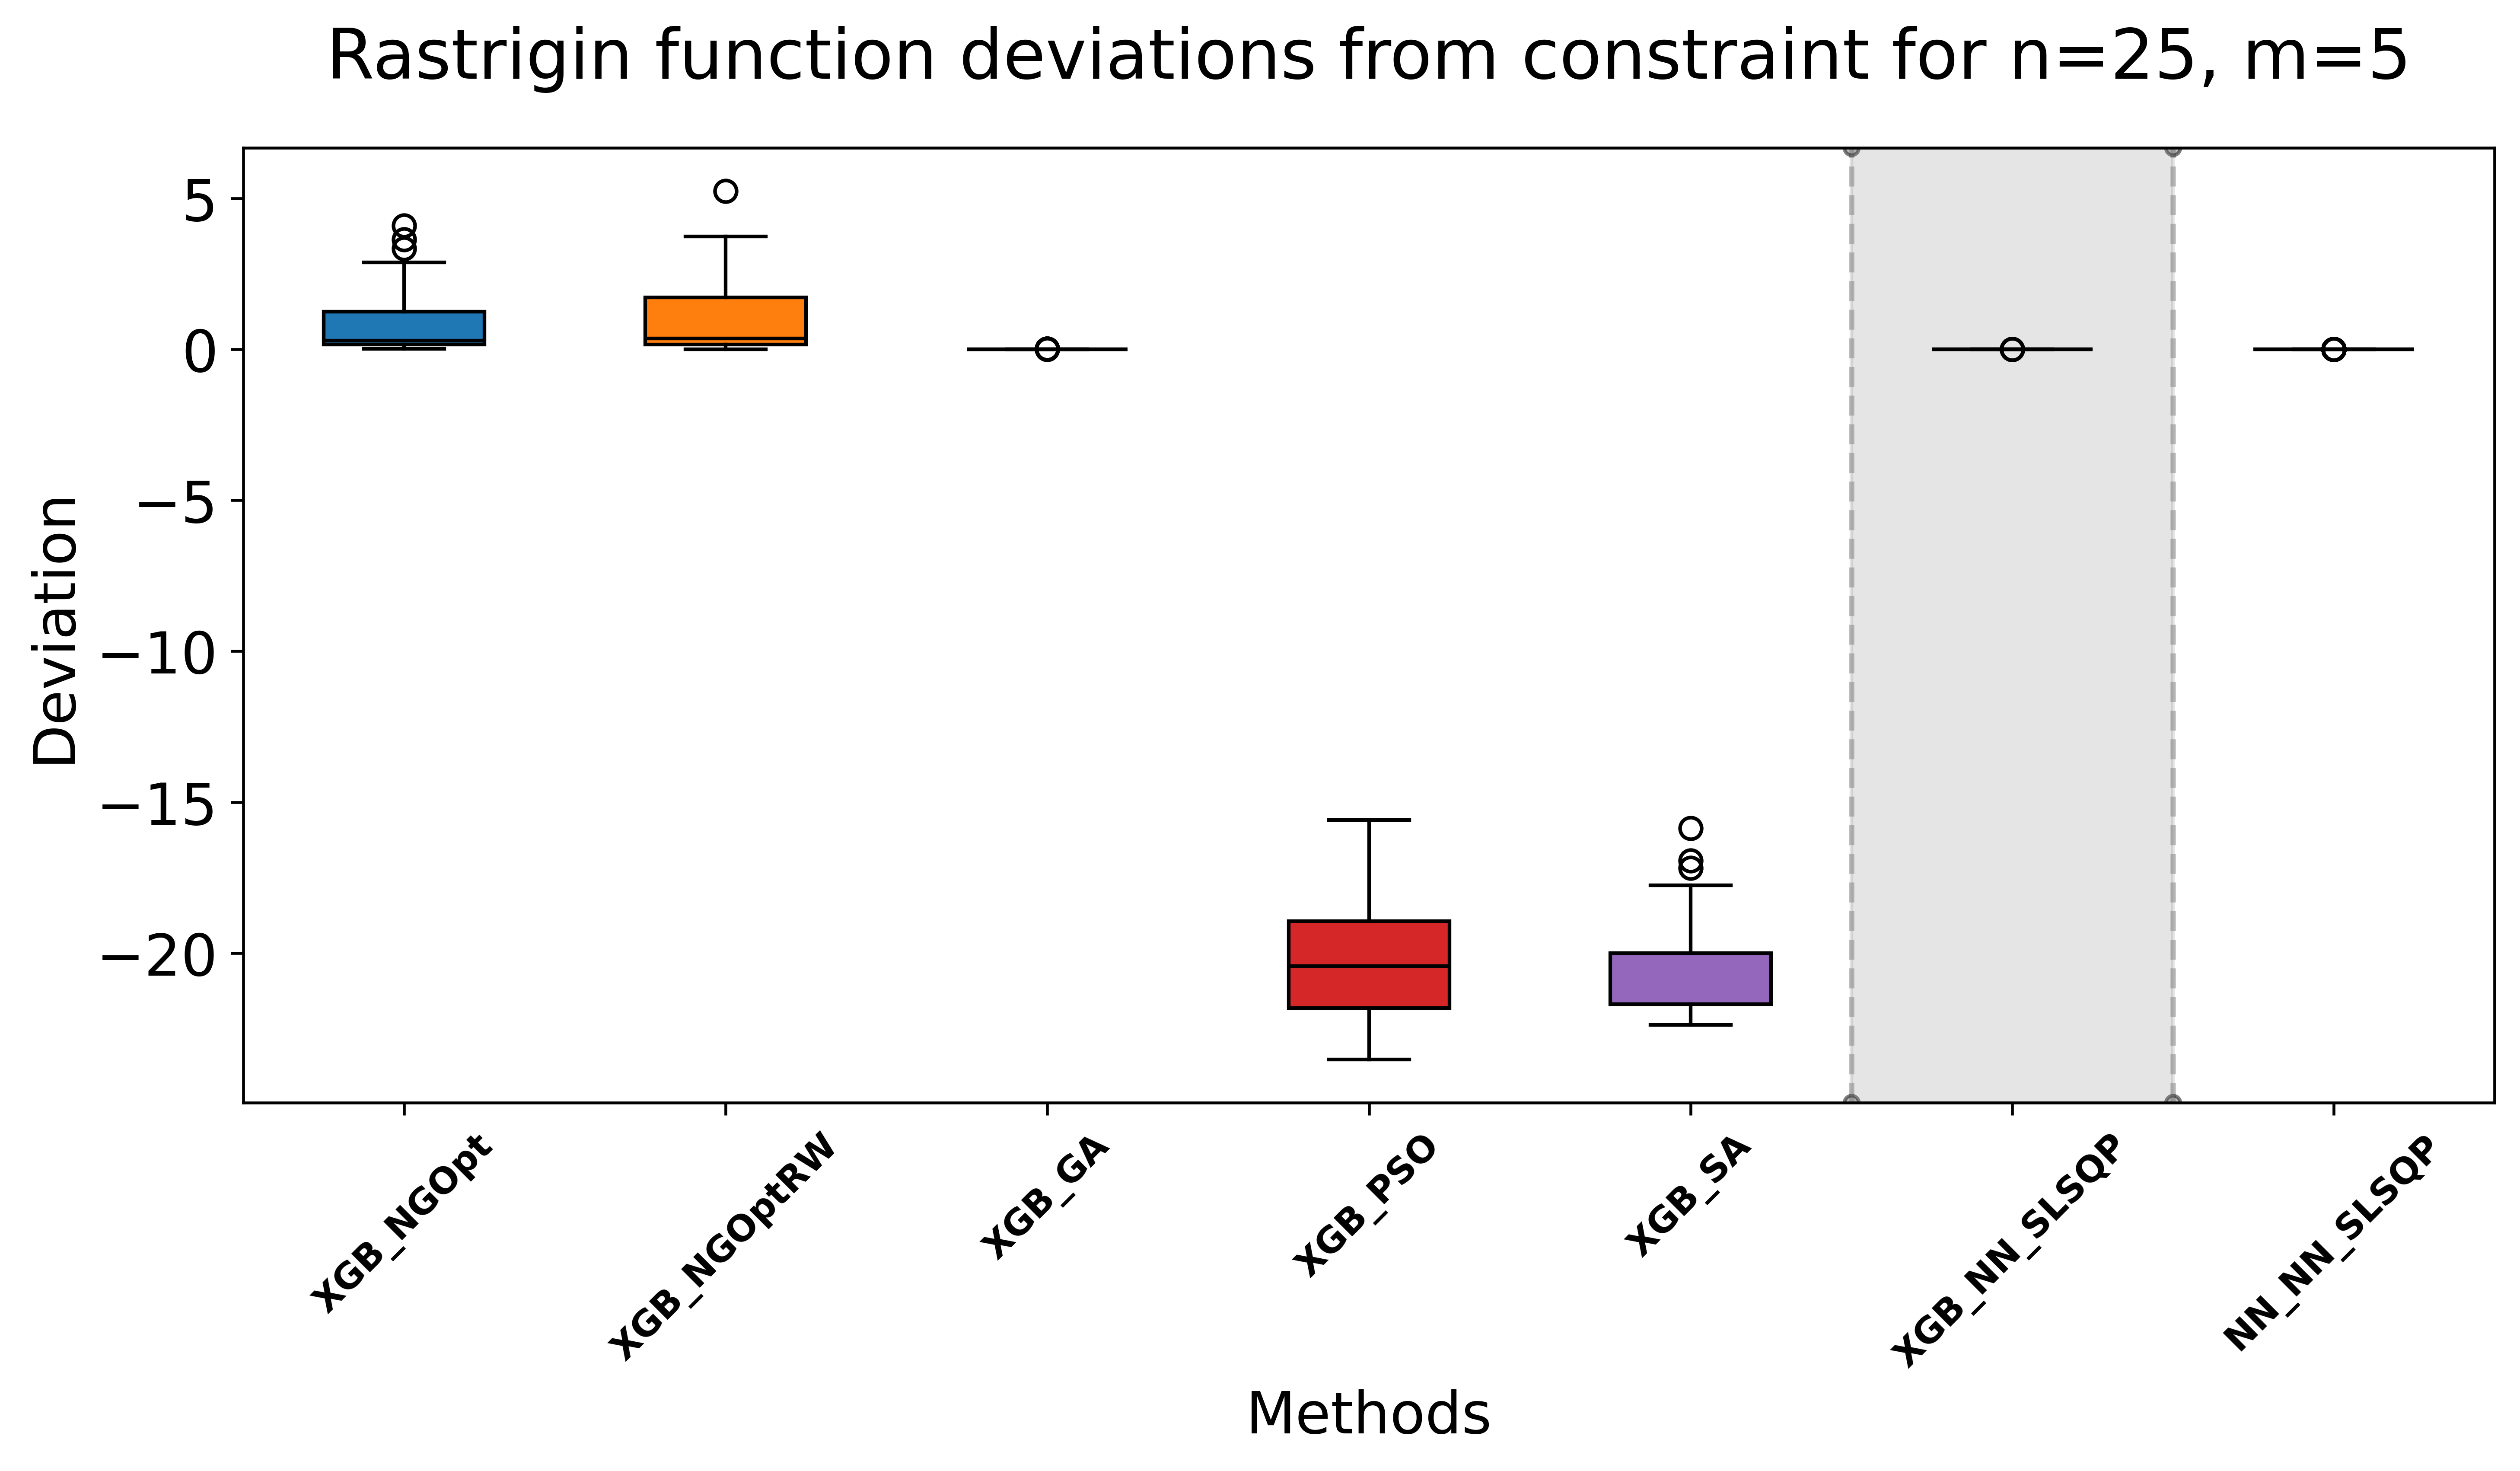 Rastrigin function deviations from constraint for n=25, m=5
Deviation
5
0
−5
−10
−15
−20
XGB_NGOpt
XGB_NGOptRW
XGB_GA
XGB_PSO
XGB_SA
XGB_NN_SLSQP
NN_NN_SLSQP
Methods